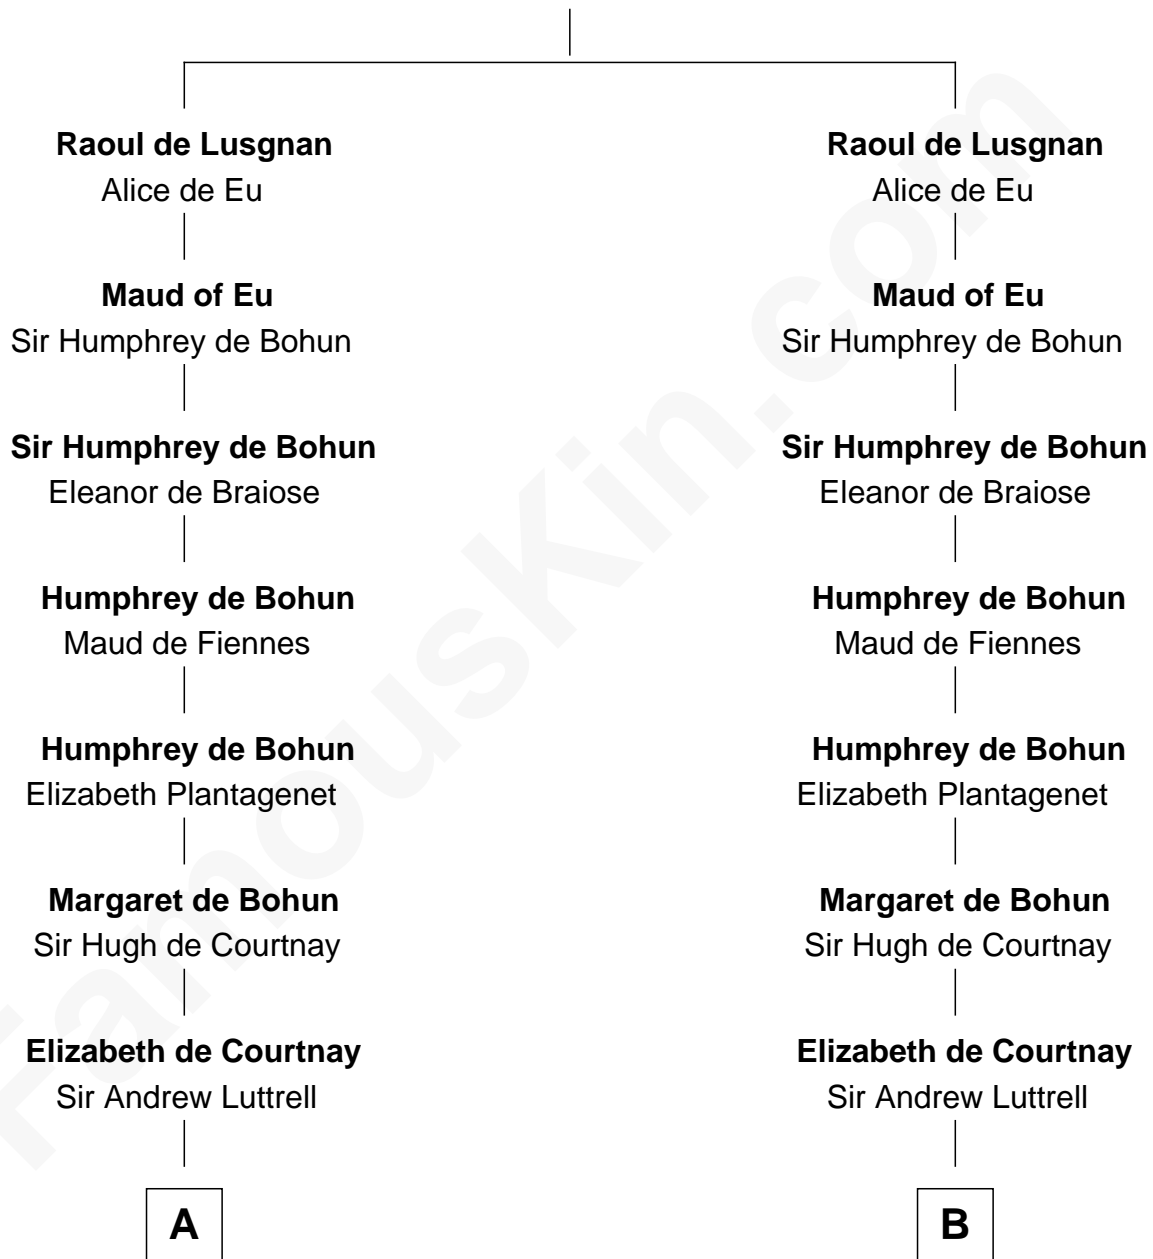 Raoul de Lusgnan
Alice de Eu
Maud of Eu
Sir Humphrey de Bohun
Sir Humphrey de Bohun
Eleanor de Braiose
Humphrey de Bohun
Maud de Fiennes
Humphrey de Bohun
Elizabeth Plantagenet
Margaret de Bohun
Sir Hugh de Courtnay
Elizabeth de Courtnay
Sir Andrew Luttrell
A
Raoul de Lusgnan
Alice de Eu
Maud of Eu
Sir Humphrey de Bohun
Sir Humphrey de Bohun
Eleanor de Braiose
Humphrey de Bohun
Maud de Fiennes
Humphrey de Bohun
Elizabeth Plantagenet
Margaret de Bohun
Sir Hugh de Courtnay
Elizabeth de Courtnay
Sir Andrew Luttrell
B
FamousKin.com